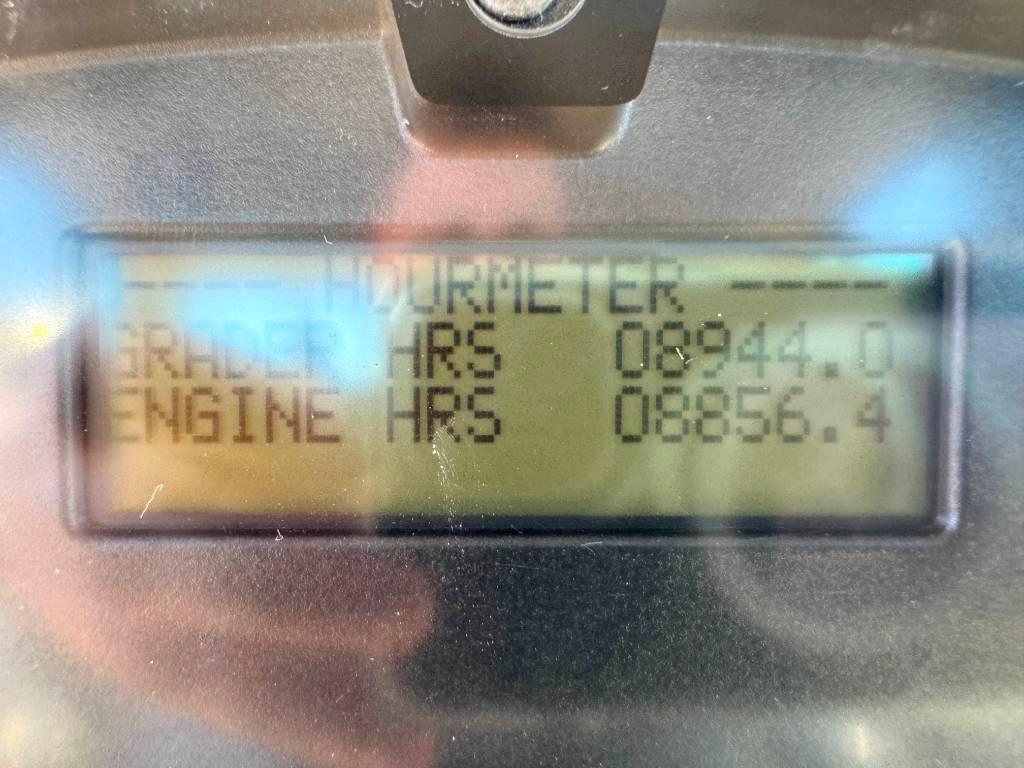 ---- HOURMETER ----
GRADER HRS 08944.0
ENGINE HRS 08856.4